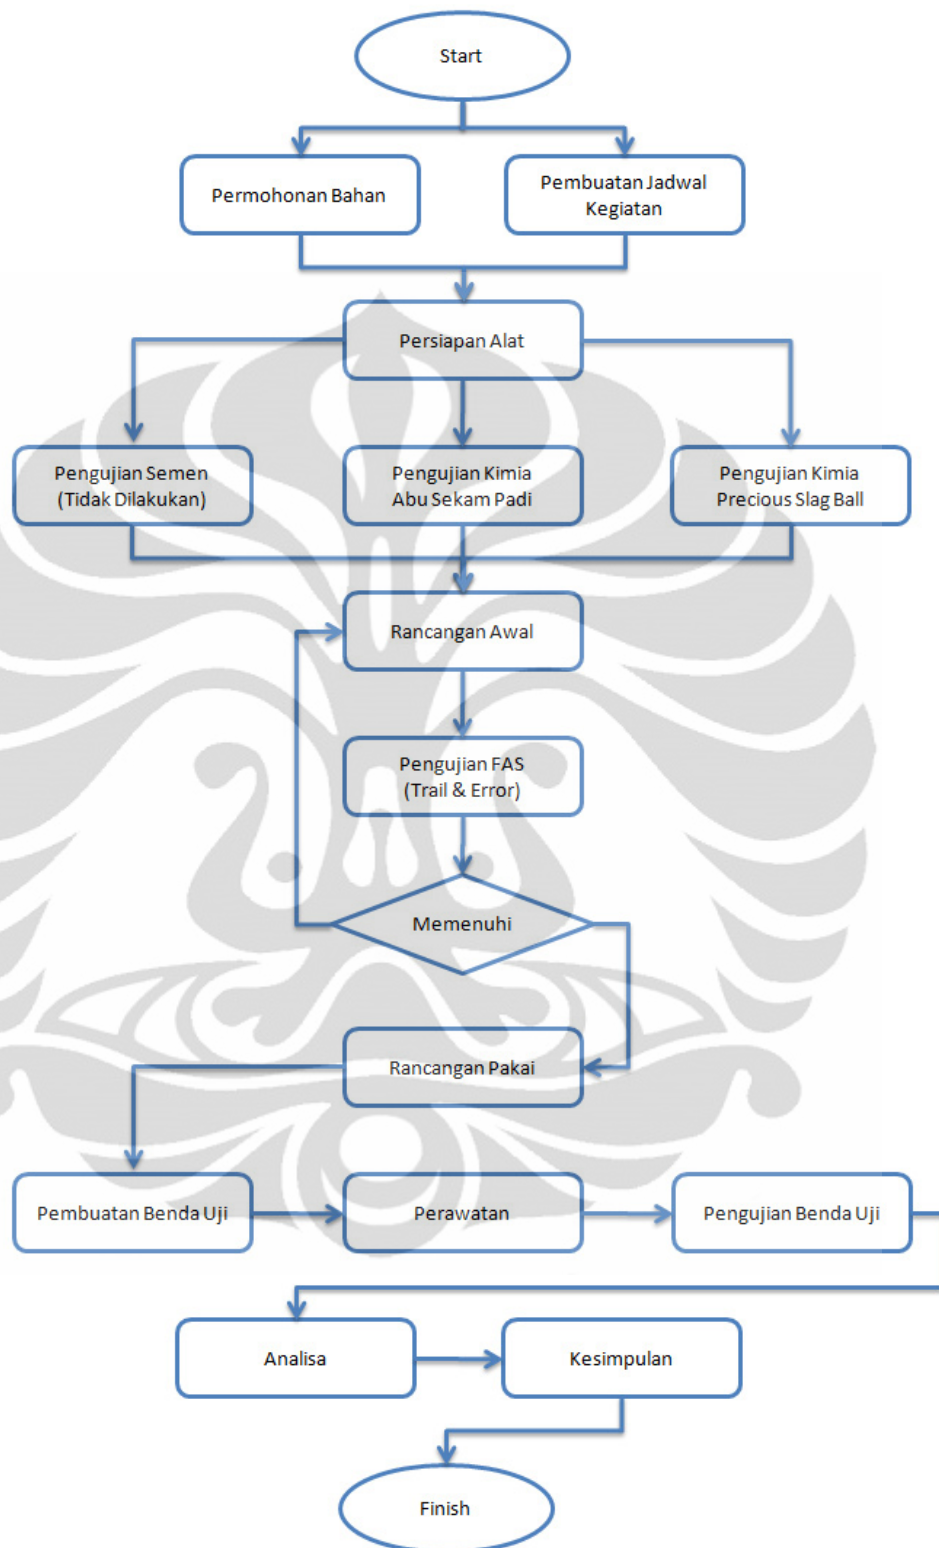 Start
Permohonan Bahan
Pembuatan Jadwal
Kegiatan
Persiapan Alat
Pengujian Semen
(Tidak Dilakukan)
Pengujian Kimia
Abu Sekam Padi
Pengujian Kimia
Precious Slag Ball
Rancangan Awal
Pengujian FAS
(Trail & Error)
Memenuhi
Rancangan Pakai
Pembuatan Benda Uji
Perawatan
Pengujian Benda Uji
Analisa
Kesimpulan
Finish